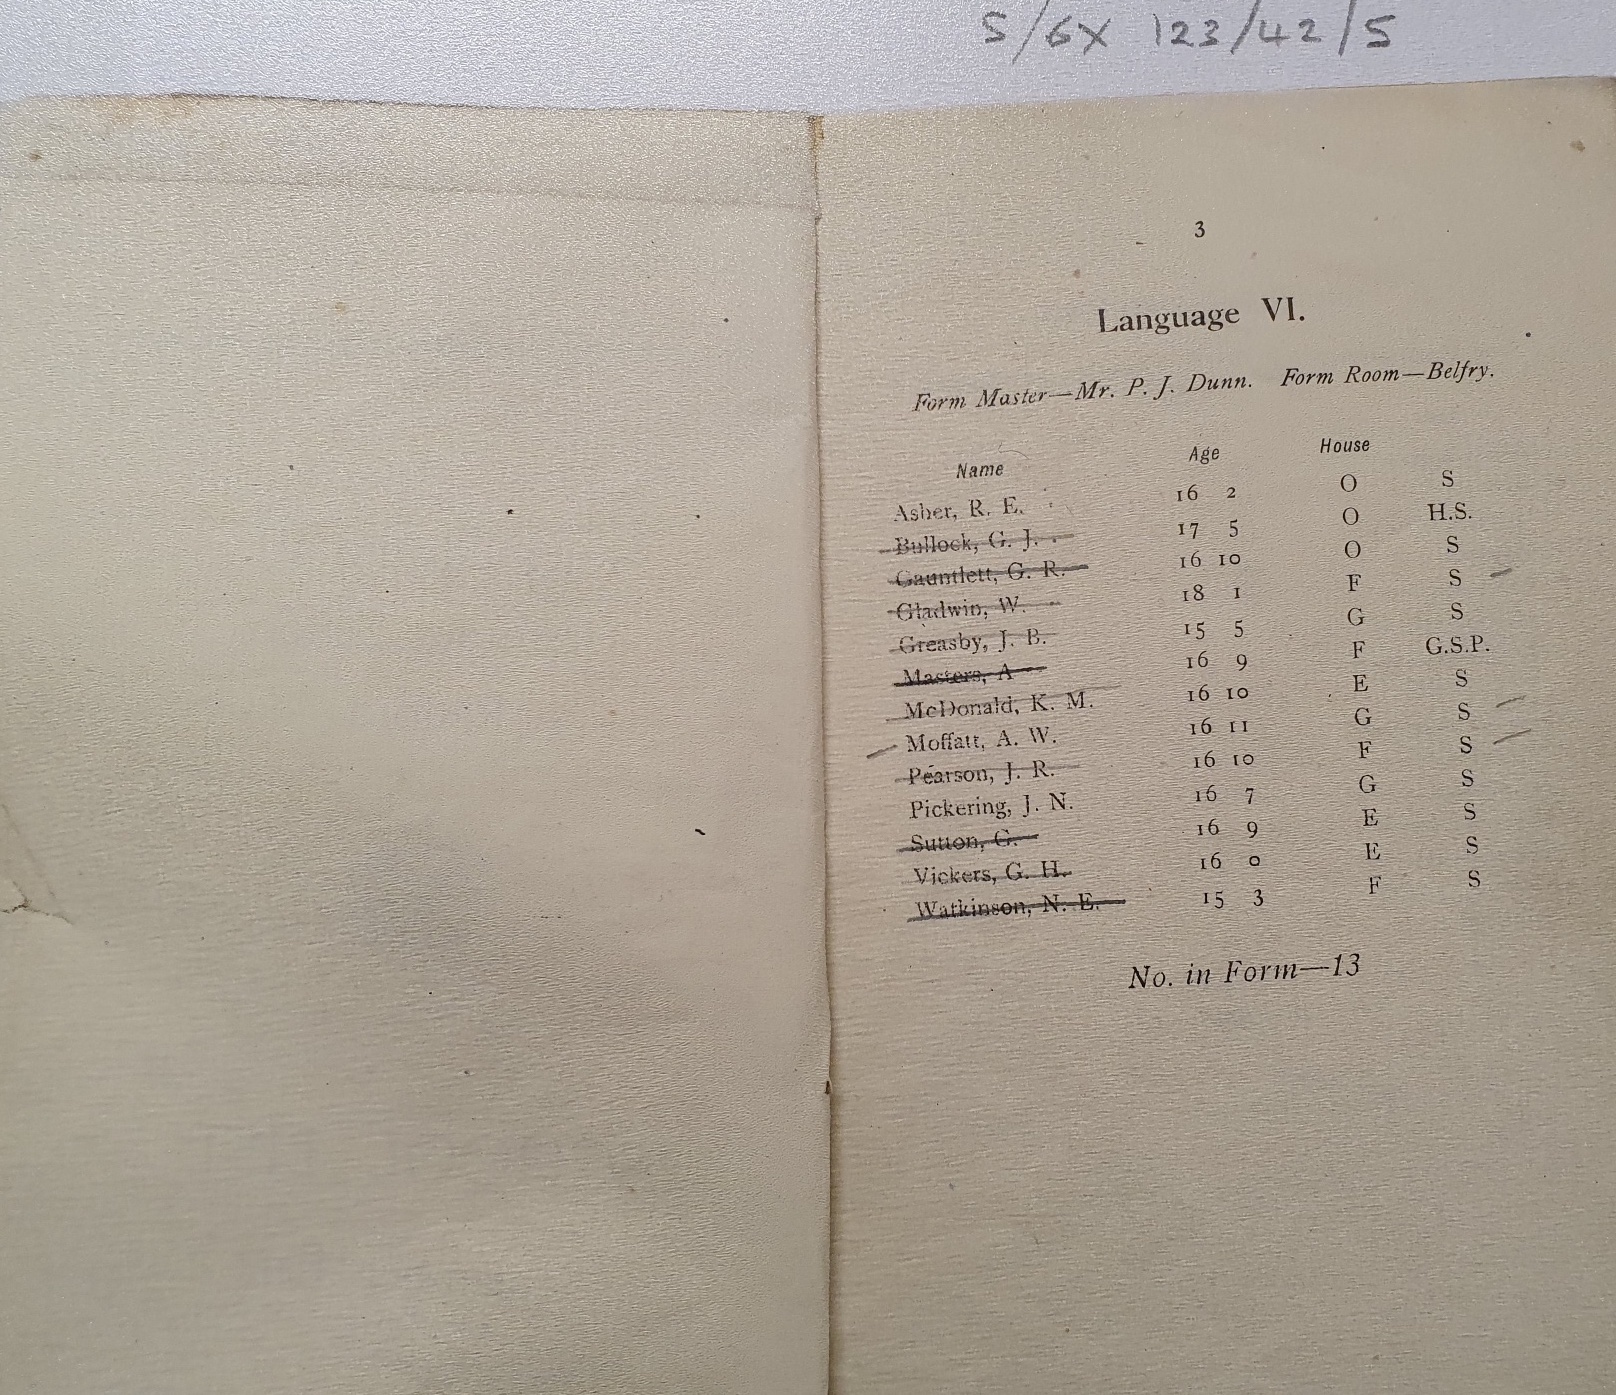 S/6X 123/42/5
3
Language VI.
Form Master—Mr. P. J. Dunn. Form Room—Belfry.
Name Age House
Asher, R. E. 16 2 O S
Bullock, G. J. 17 5 O H.S.
Gauntlett, G. R. 16 10 O S
Gladwin, W. 18 1 F S
Greasby, J. B. 15 5 G S
Masters, A 16 9 F G.S.P.
McDonald, K. M. 16 10 E S
Moffatt, A. W. 16 11 G S
Pearson, J. R. 16 10 F S
Pickering, J. N. 16 7 G S
Sutton, G. 16 9 E S
Vickers, G. H. 16 0 E S
Watkinson, N. E. 15 3 F S
No. in Form—13